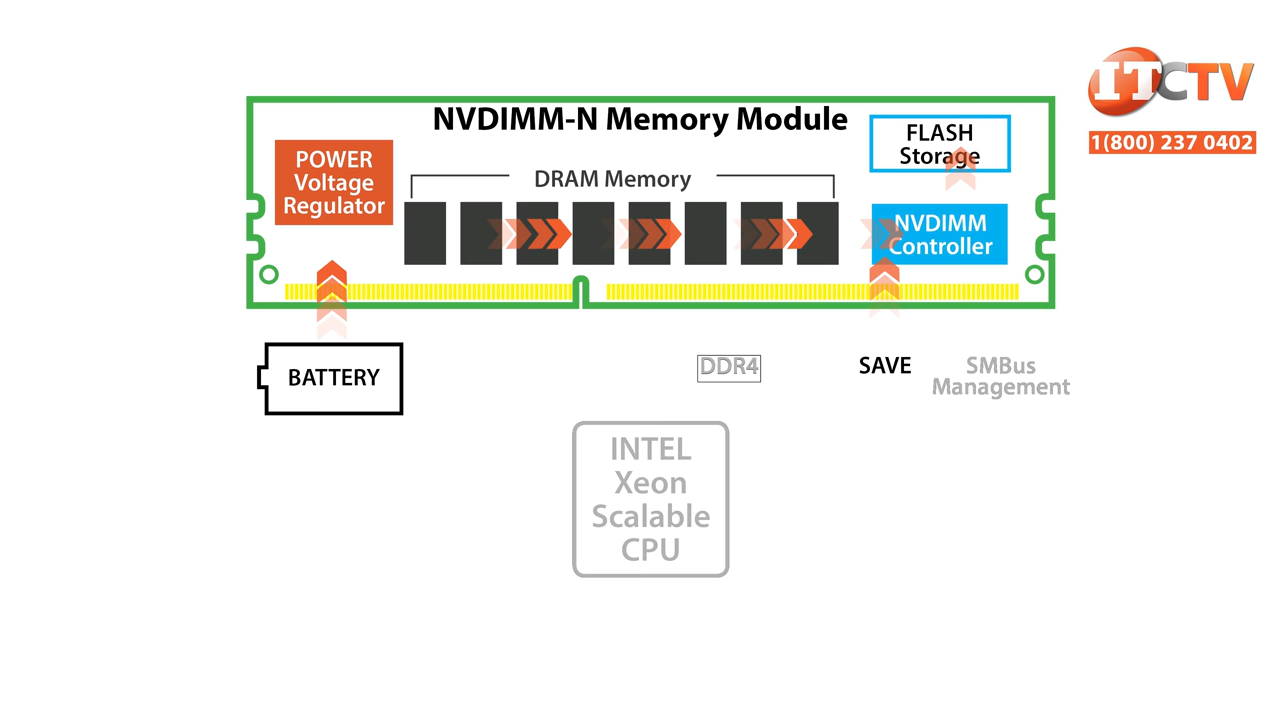 ITCTV
1(800) 237 0402
NVDIMM-N Memory Module
POWER
Voltage
Regulator
DRAM Memory
FLASH
Storage
NVDIMM
Controller
BATTERY
DDR4
SAVE
SMBus
Management
INTEL
Xeon
Scalable
CPU